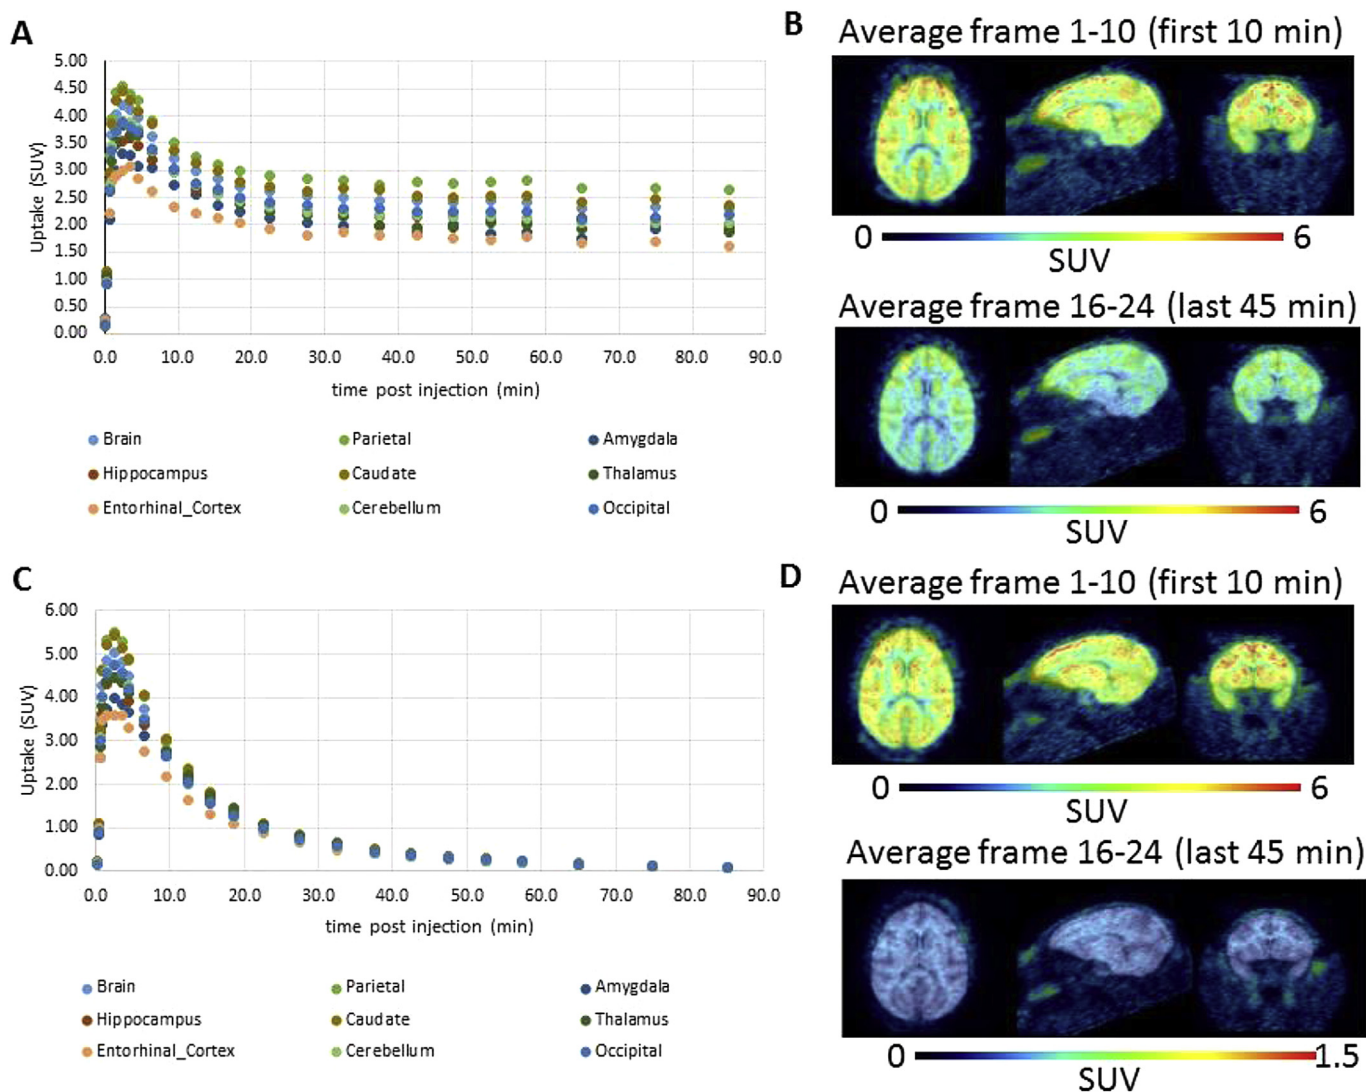 A
5.00
4.50
4.00
3.50
3.00
2.50
2.00
1.50
1.00
0.50
0.00
Uptake (SUV)
0.0 10.0 20.0 30.0 40.0 50.0 60.0 70.0 80.0 90.0
time post injection (min)
Brain Parietal Amygdala
Hippocampus Caudate Thalamus
Entorhinal_Cortex Cerebellum Occipital
B
Average frame 1-10 (first 10 min)
0 6
SUV
Average frame 16-24 (last 45 min)
0 6
SUV
C
6.00
5.00
4.00
3.00
2.00
1.00
0.00
Uptake (SUV)
0.0 10.0 20.0 30.0 40.0 50.0 60.0 70.0 80.0 90.0
time post injection (min)
Brain Parietal Amygdala
Hippocampus Caudate Thalamus
Entorhinal_Cortex Cerebellum Occipital
D
Average frame 1-10 (first 10 min)
0 6
SUV
Average frame 16-24 (last 45 min)
0 1.5
SUV